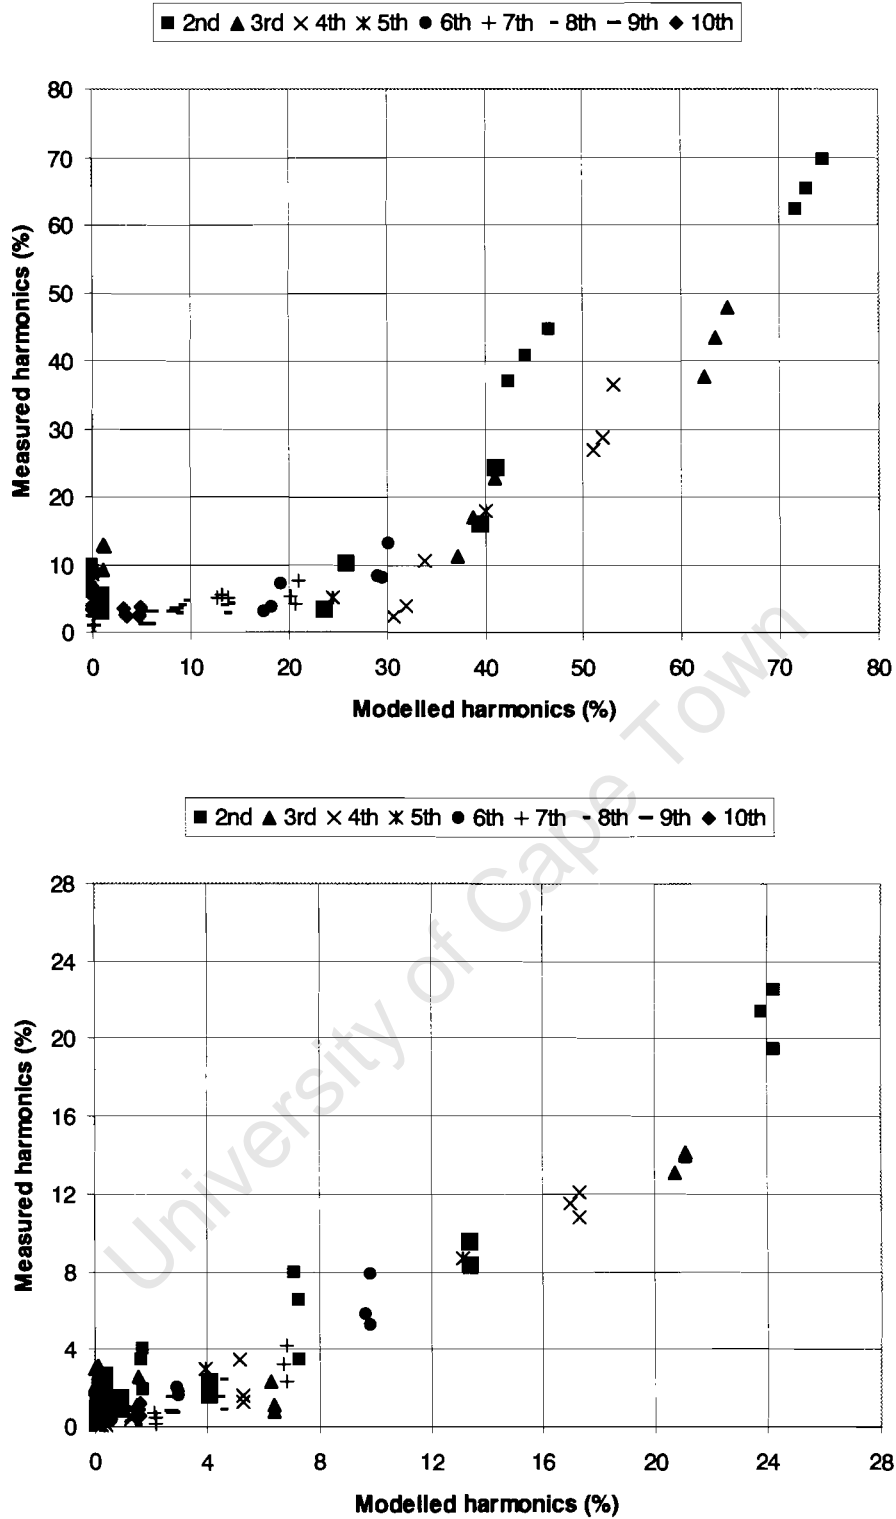 ■ 2nd ▲ 3rd × 4th ж 5th ● 6th + 7th - 8th – 9th ◆ 10th
80
70
60
50
40
30
20
10
0
Measured harmonics (%)
0 10 20 30 40 50 60 70 80
Modelled harmonics (%)
■ 2nd ▲ 3rd × 4th ж 5th ● 6th + 7th - 8th – 9th ◆ 10th
28
24
20
16
12
8
4
0
Measured harmonics (%)
0 4 8 12 16 20 24 28
Modelled harmonics (%)
University of Cape Town